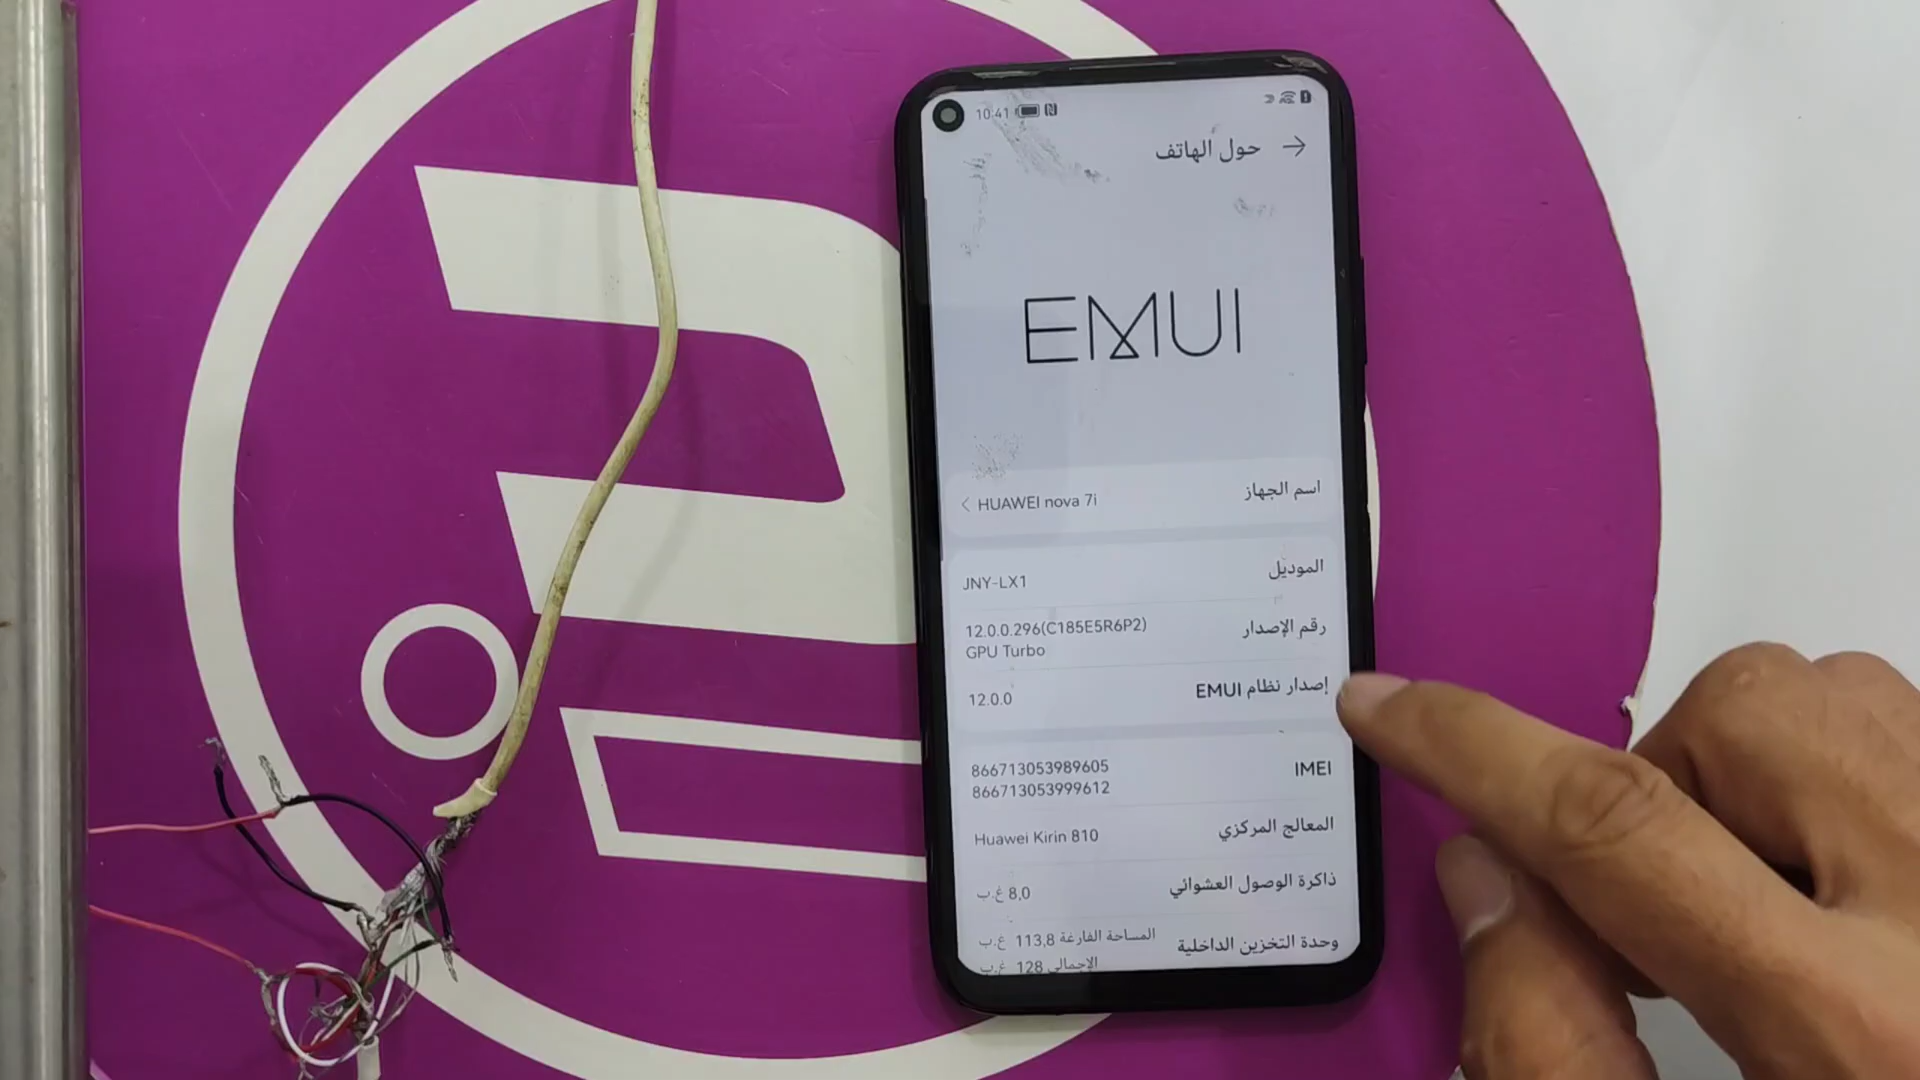 10:41
حول الهاتف
EMUI
اسم الجهاز HUAWEI nova 7i
الموديل JNY-LX1
رقم الإصدار 12.0.0.296(C185E5R6P2)
GPU Turbo
إصدار نظام EMUI 12.0.0
IMEI 866713053989605
866713053999612
المعالج المركزي Huawei Kirin 810
ذاكرة الوصول العشوائي 8,0 غ.ب
وحدة التخزين الداخلية المساحة الفارغة 113,8 غ.ب
الإجمالي 128 غ.ب